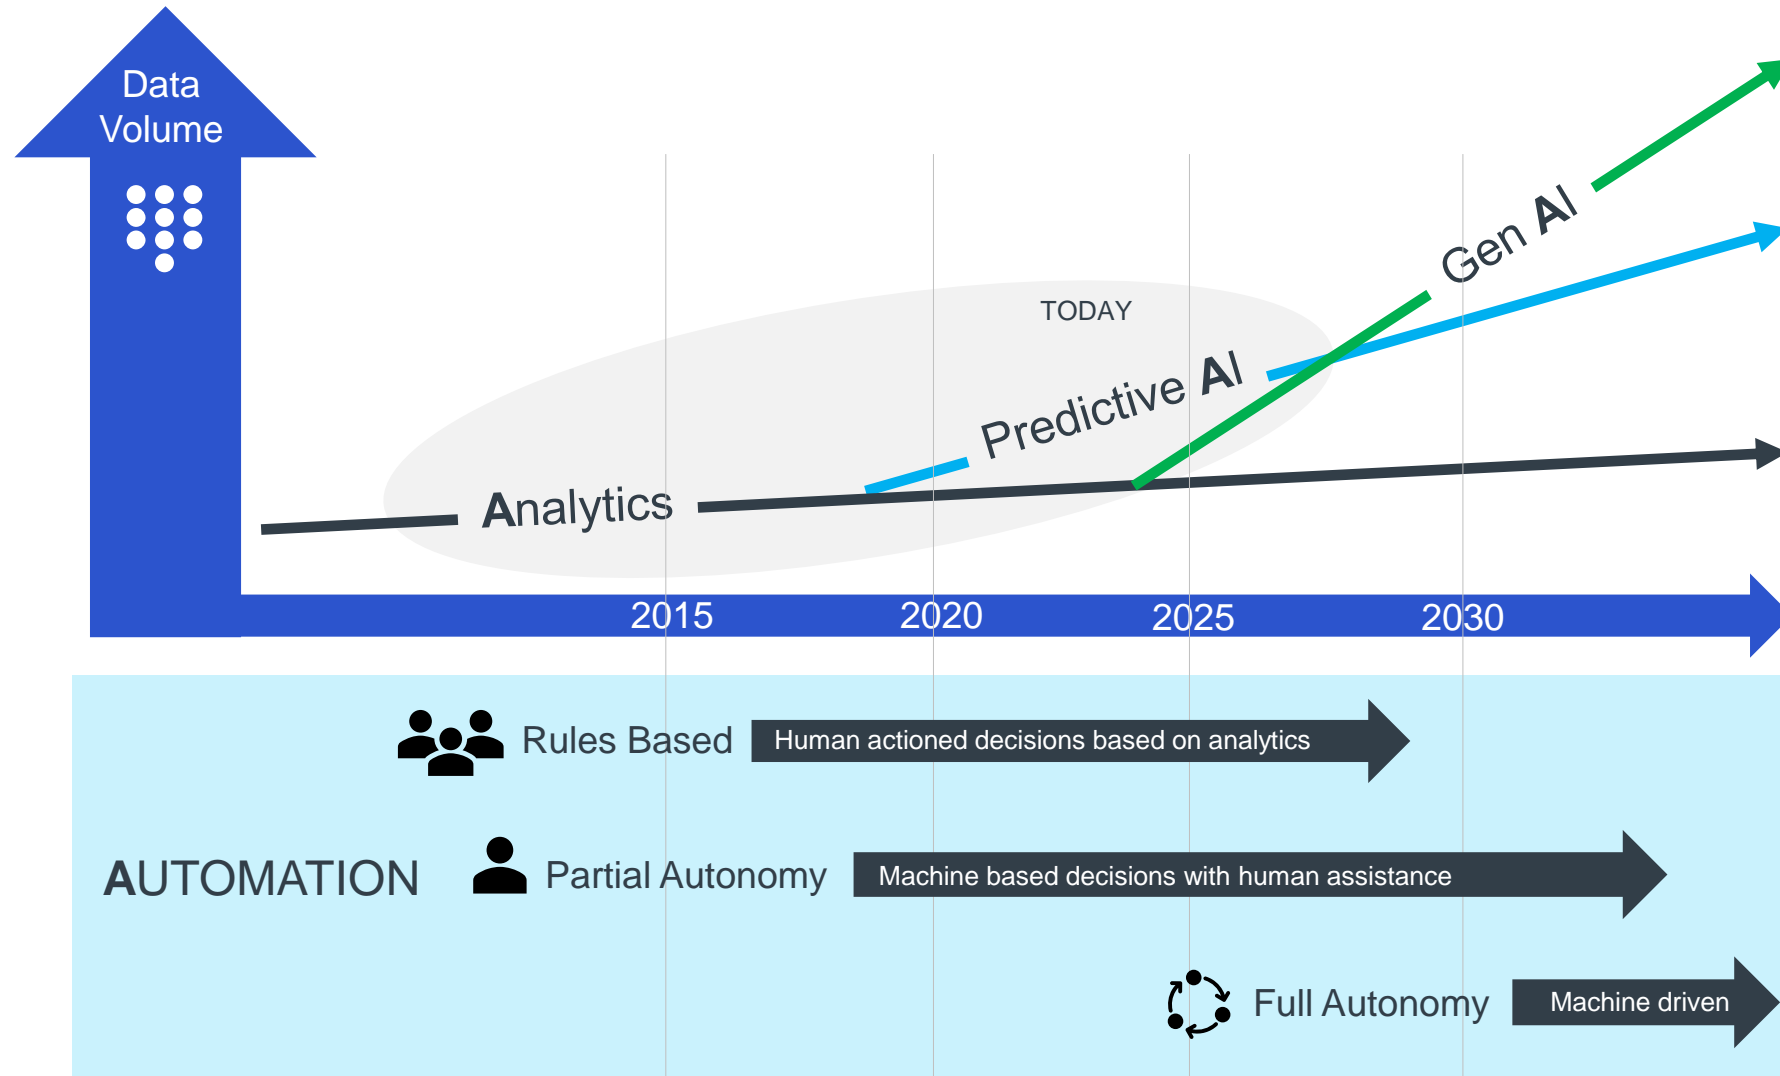 Data
Volume
TODAY
Gen AI
Predictive AI
Analytics
2015
2020
2025
2030
Rules Based
Human actioned decisions based on analytics
AUTOMATION
Partial Autonomy
Machine based decisions with human assistance
Full Autonomy
Machine driven